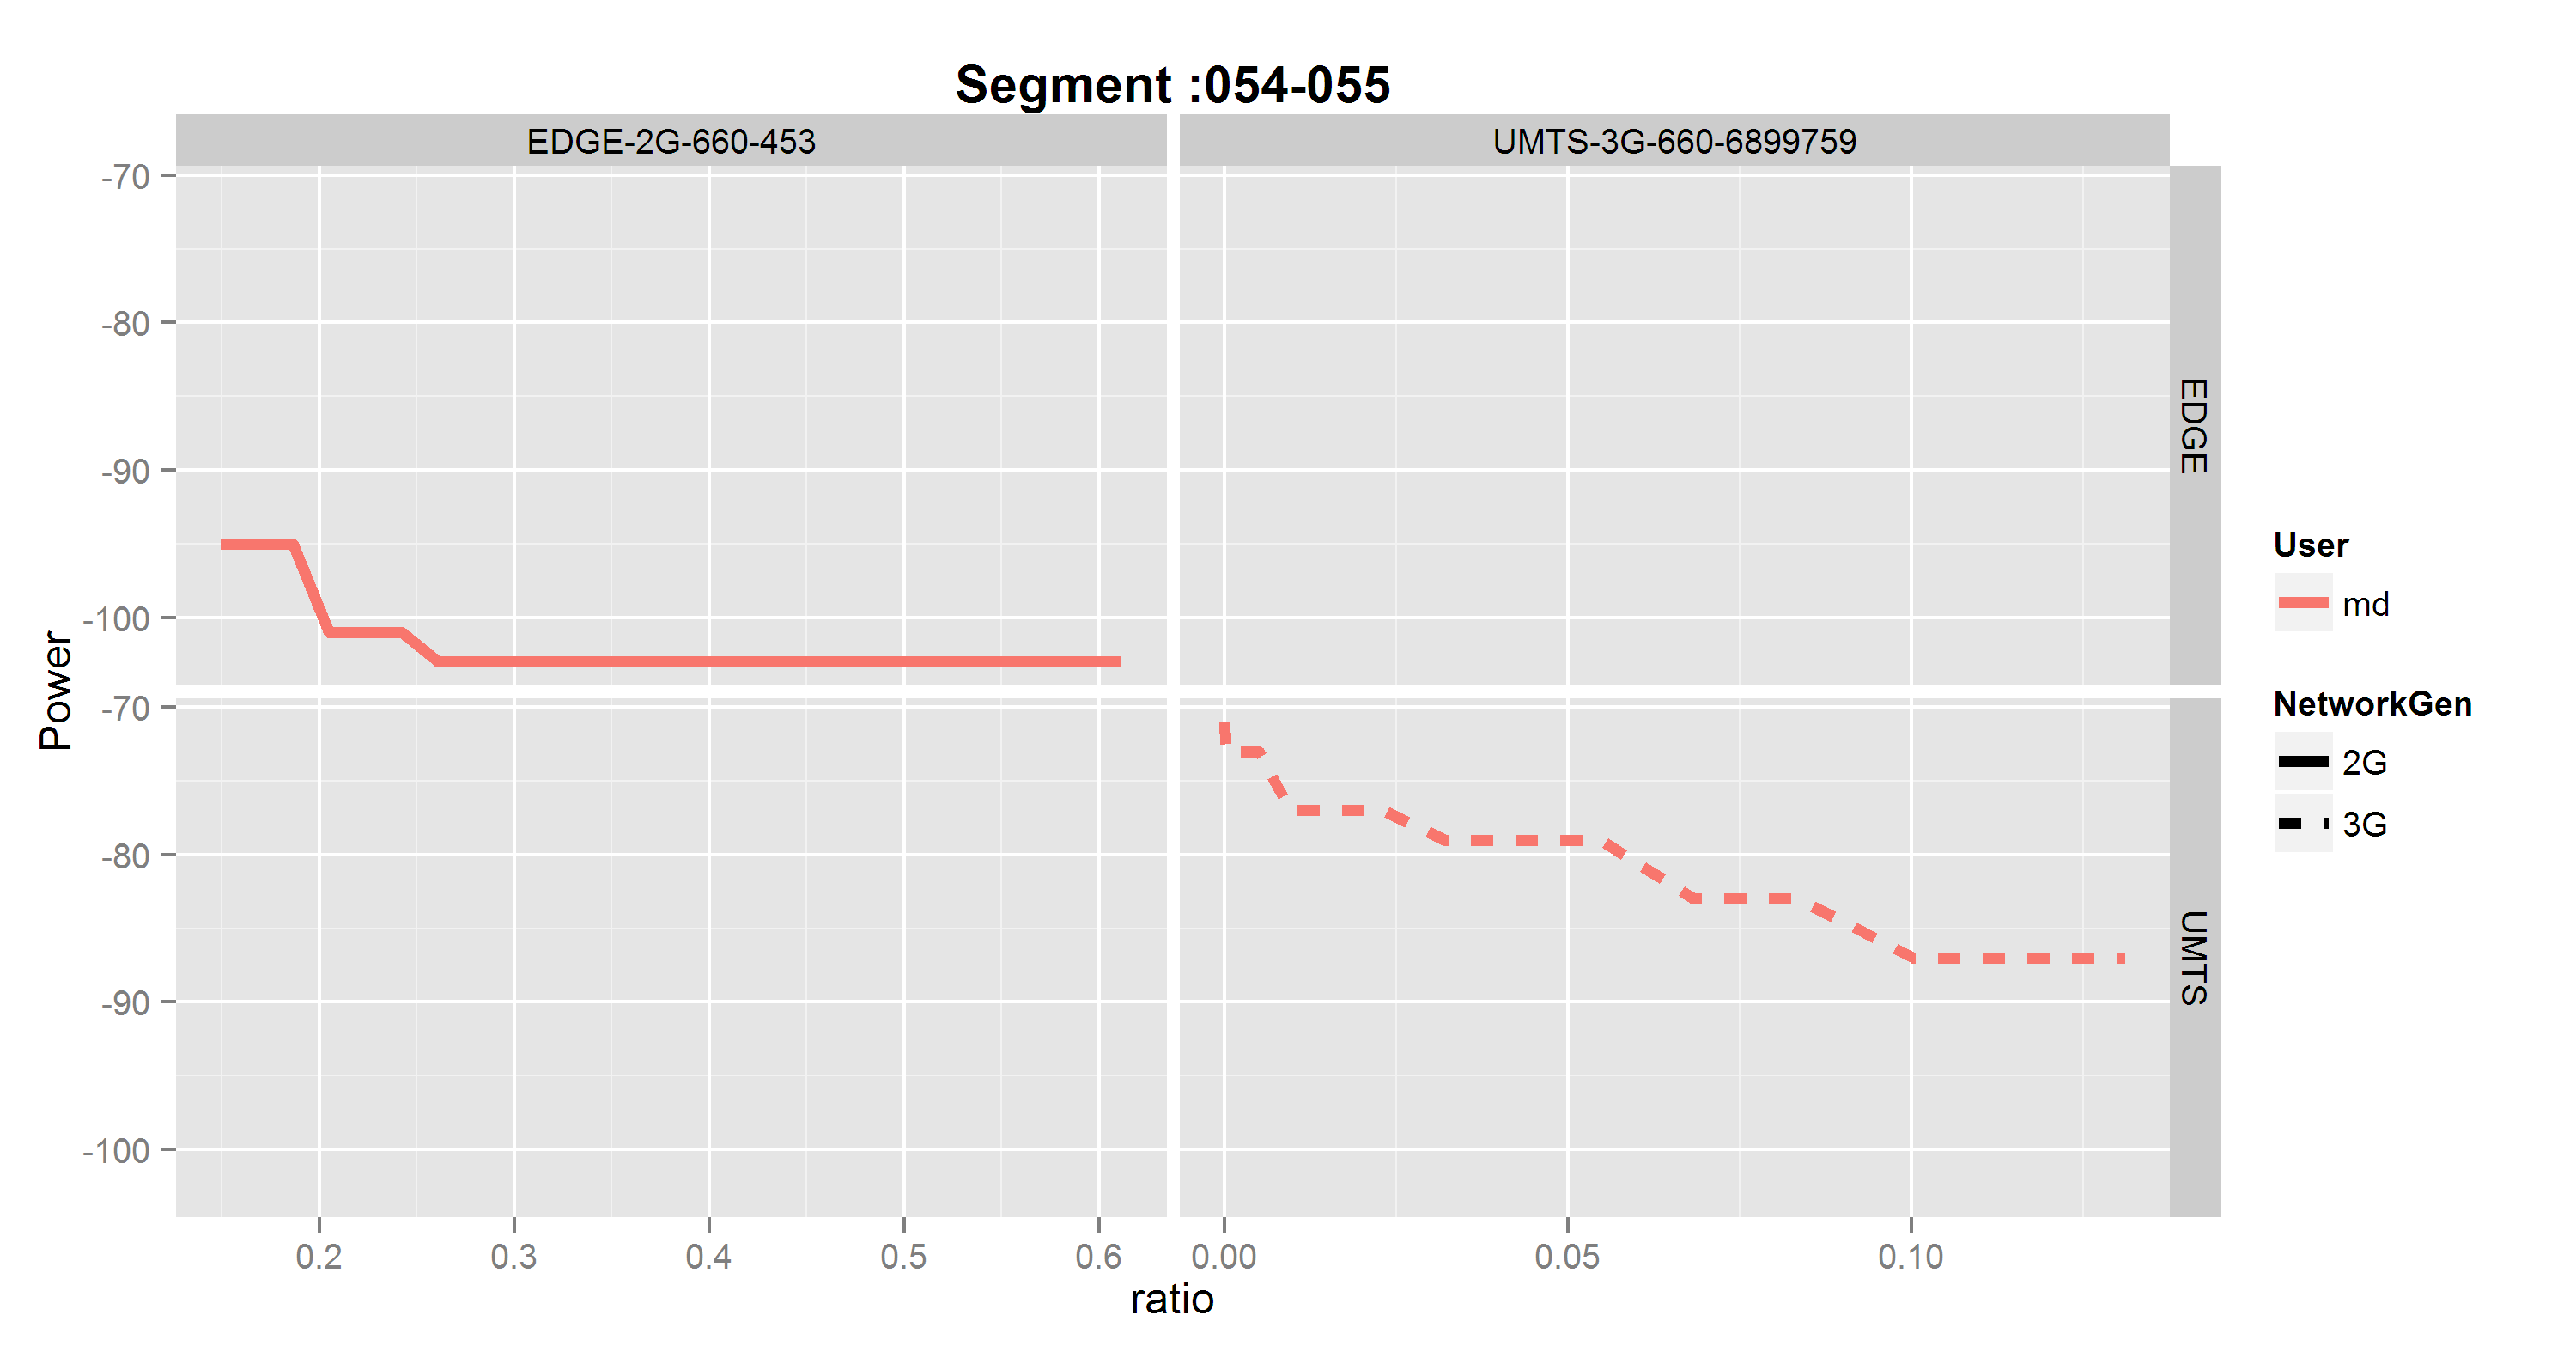 Segment :054-055
EDGE-2G-660-453
UMTS-3G-660-6899759
-70
-80
-90
-100
EDGE
-70
-80
-90
-100
UMTS
Power
0.2
0.3
0.4
0.5
0.6
0.00
0.05
0.10
ratio
User
md
NetworkGen
2G
3G